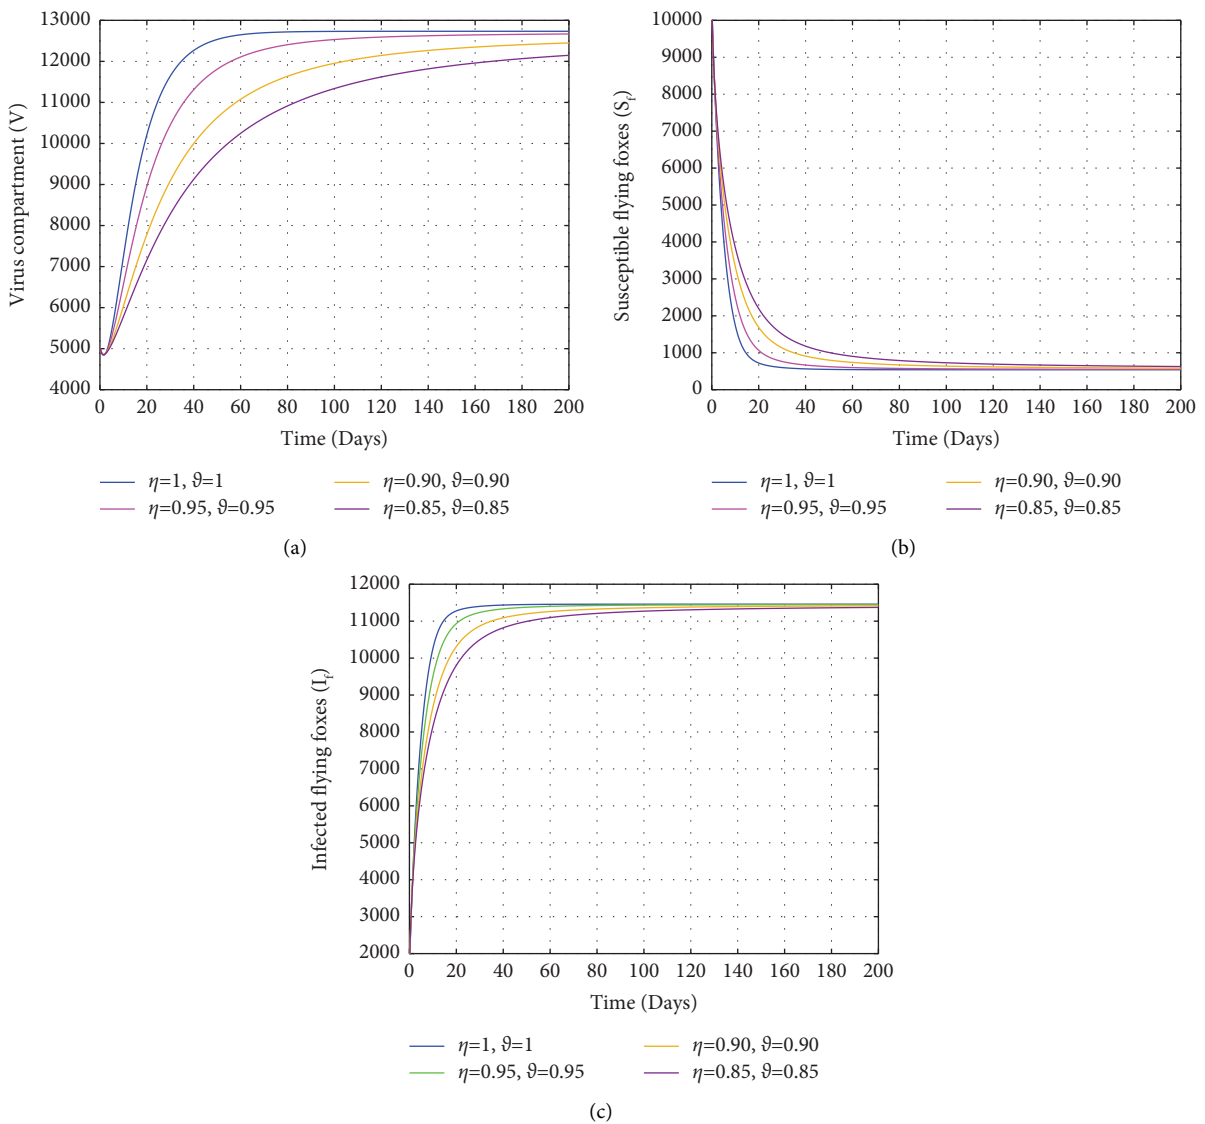 13000
12000
11000
10000
9000
8000
7000
6000
5000
4000
Virus compartment (V)
0 20 40 60 80 100 120 140 160 180 200
Time (Days)
η=1, ϑ=1
η=0.95, ϑ=0.95
η=0.90, ϑ=0.90
η=0.85, ϑ=0.85
(a)
10000
9000
8000
7000
6000
5000
4000
3000
2000
1000
0
Susceptible flying foxes (Sf)
0 20 40 60 80 100 120 140 160 180 200
Time (Days)
η=1, ϑ=1
η=0.95, ϑ=0.95
η=0.90, ϑ=0.90
η=0.85, ϑ=0.85
(b)
12000
11000
10000
9000
8000
7000
6000
5000
4000
3000
2000
Infected flying foxes (If)
0 20 40 60 80 100 120 140 160 180 200
Time (Days)
η=1, ϑ=1
η=0.95, ϑ=0.95
η=0.90, ϑ=0.90
η=0.85, ϑ=0.85
(c)